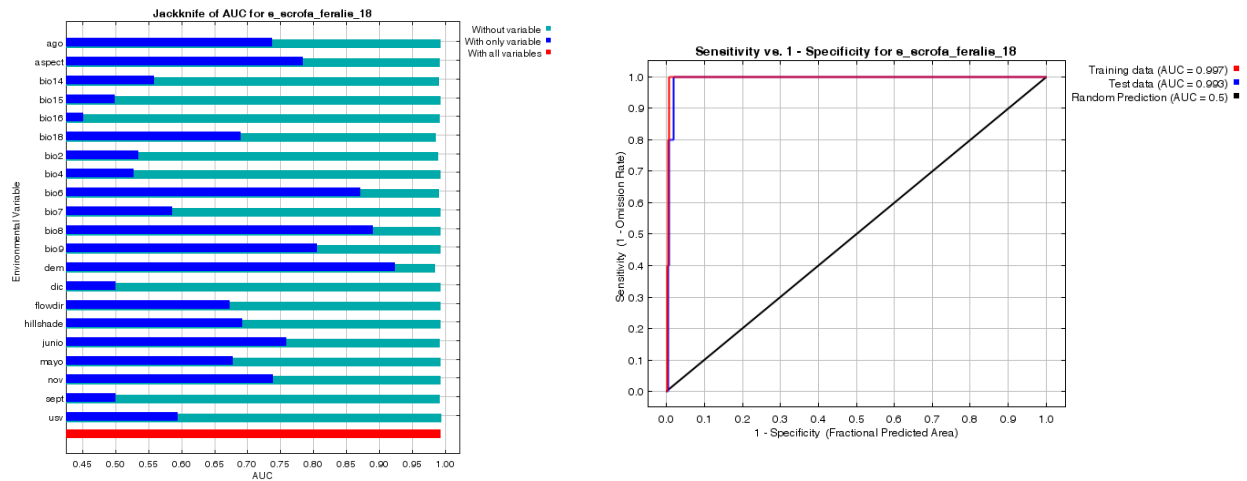 Jackknife of AUC for s_scrofa_feralis_18
Without variable
With only variable
With all variables
Environmental Variable
ago
aspect
bio14
bio15
bio16
bio18
bio2
bio4
bio6
bio7
bio8
bio9
dem
dic
flowdir
hillshade
junio
mayo
nov
sept
usv
0.45 0.50 0.55 0.60 0.65 0.70 0.75 0.80 0.85 0.90 0.95 1.00
AUC
Sensitivity vs. 1 - Specificity for s_scrofa_feralis_18
Training data (AUC = 0.997)
Test data (AUC = 0.993)
Random Prediction (AUC = 0.5)
Sensitivity (1 - Omission Rate)
1.0
0.9
0.8
0.7
0.6
0.5
0.4
0.3
0.2
0.1
0.0
0.0 0.1 0.2 0.3 0.4 0.5 0.6 0.7 0.8 0.9 1.0
1 - Specificity (Fractional Predicted Area)